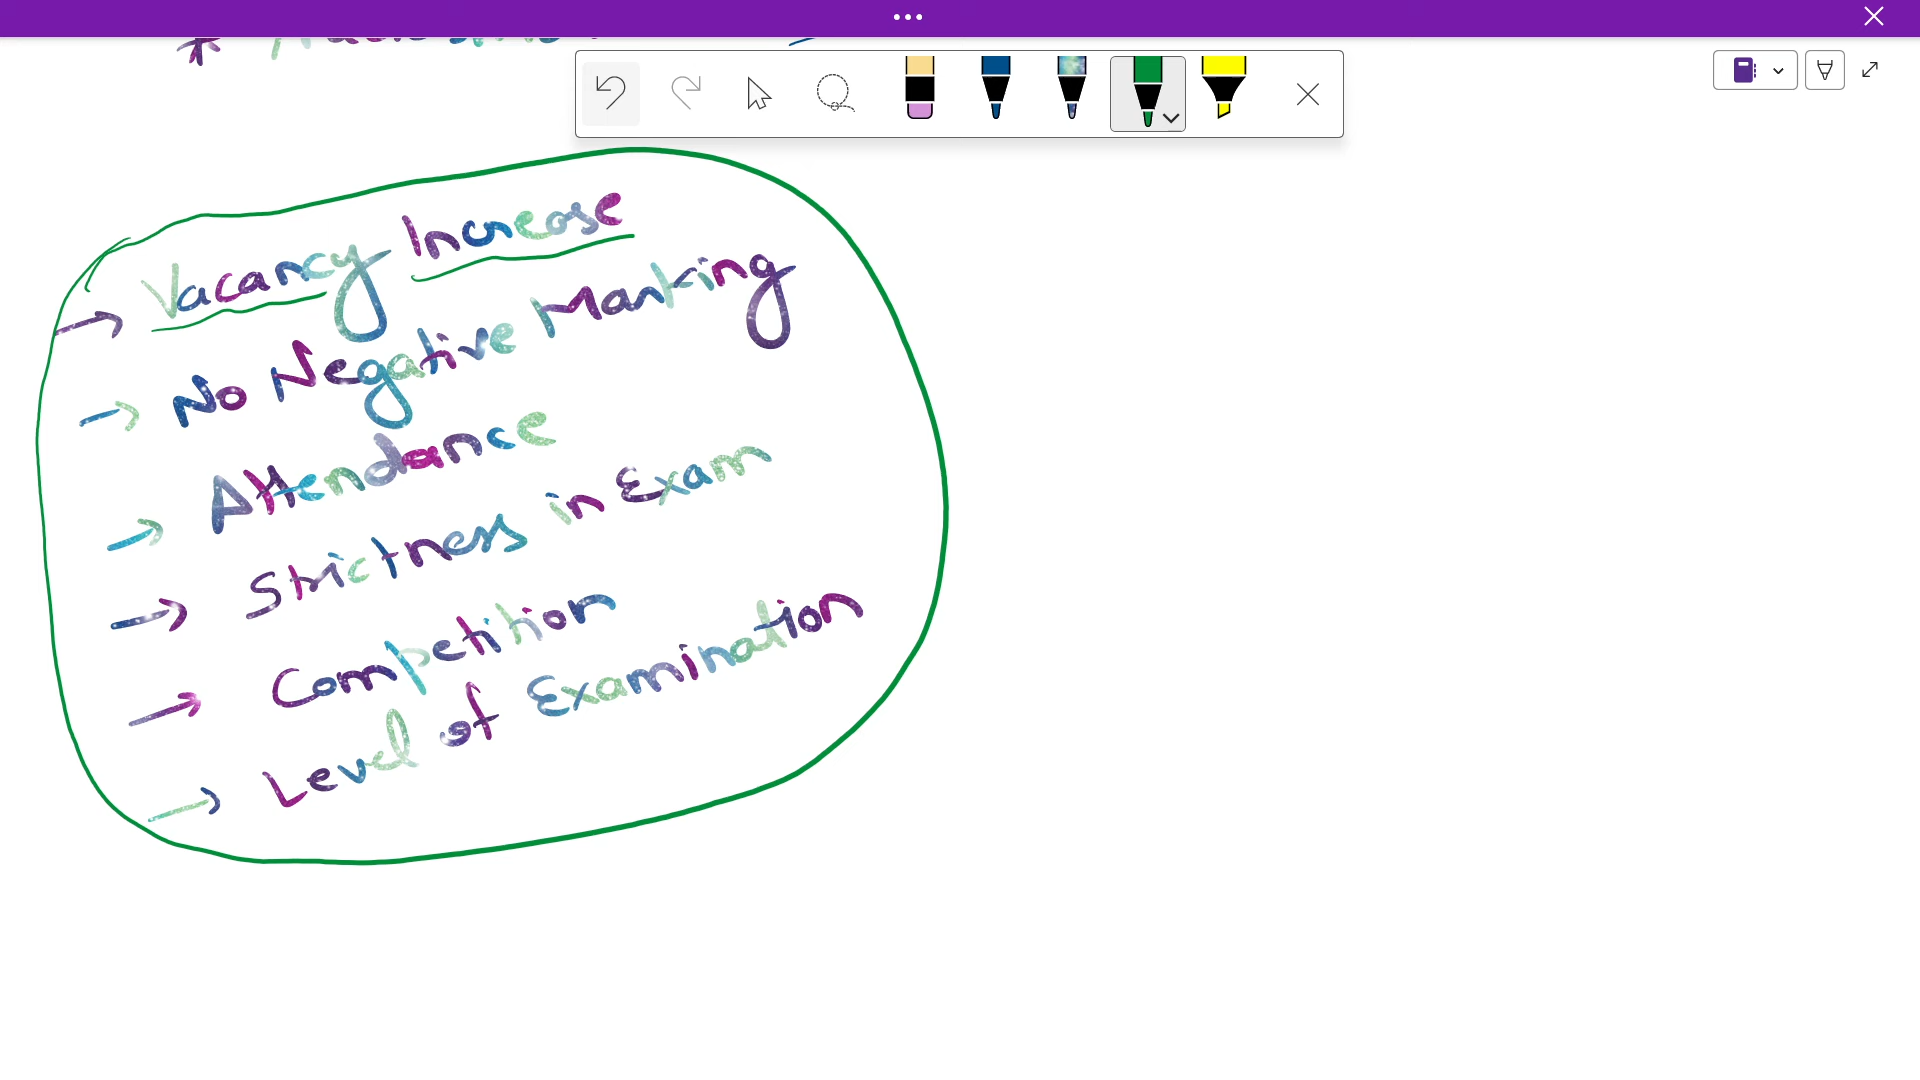 → Vacancy Increase
→ No Negative Marking
→ Attendance
→ Strictness in Exam
→ Competition
→ Level of Examination